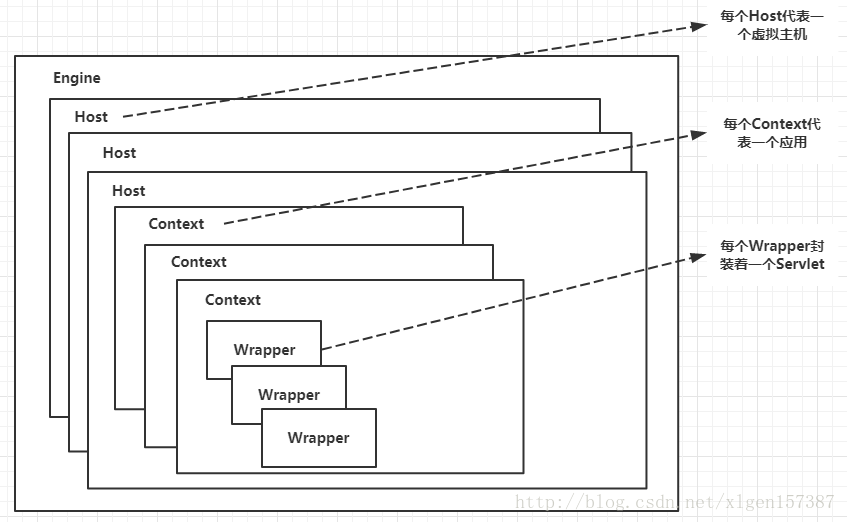 每个Host代表一
个虚拟主机
Engine
Host
每个Context代
表一个应用
Host
Host
Context
每个Wrapper封
装着一个Servlet
Context
Context
Wrapper
Wrapper
Wrapper
http://blog.csdn.net/xlgen157387